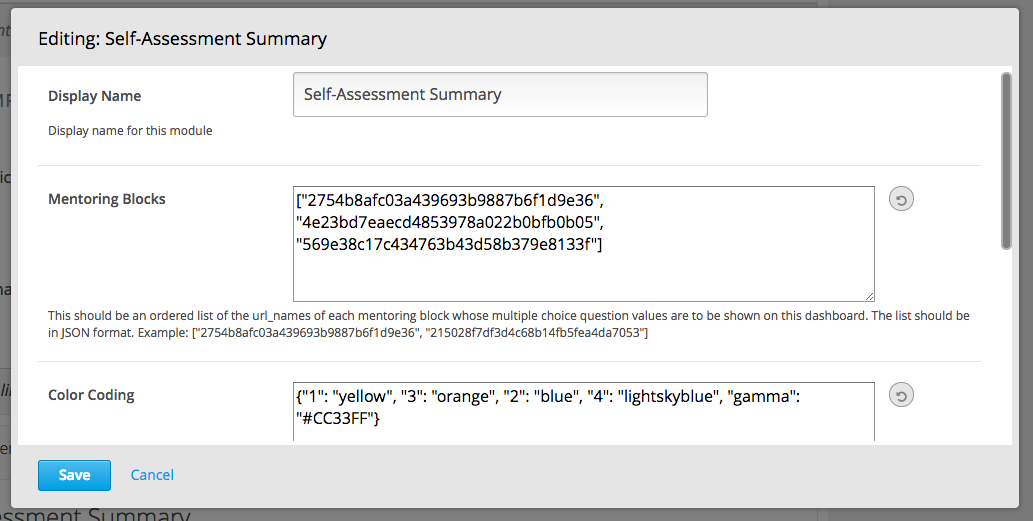 Editing: Self-Assessment Summary
Display Name
Self-Assessment Summary
Display name for this module
Mentoring Blocks
["2754b8afc03a439693b9887b6f1d9e36",
"4e23bd7eaecd4853978a022b0bfb0b05",
"569e38c17c434763b43d58b379e8133f"]
This should be an ordered list of the url_names of each mentoring block whose multiple choice question values are to be shown on this dashboard. The list should be
in JSON format. Example: ["2754b8afc03a439693b9887b6f1d9e36", "215028f7df3d4c68b14fb5fea4da7053"]
Color Coding
{"1": "yellow", "3": "orange", "2": "blue", "4": "lightskyblue", "gamma":
"#CC33FF"}
Save
Cancel
essment Summary